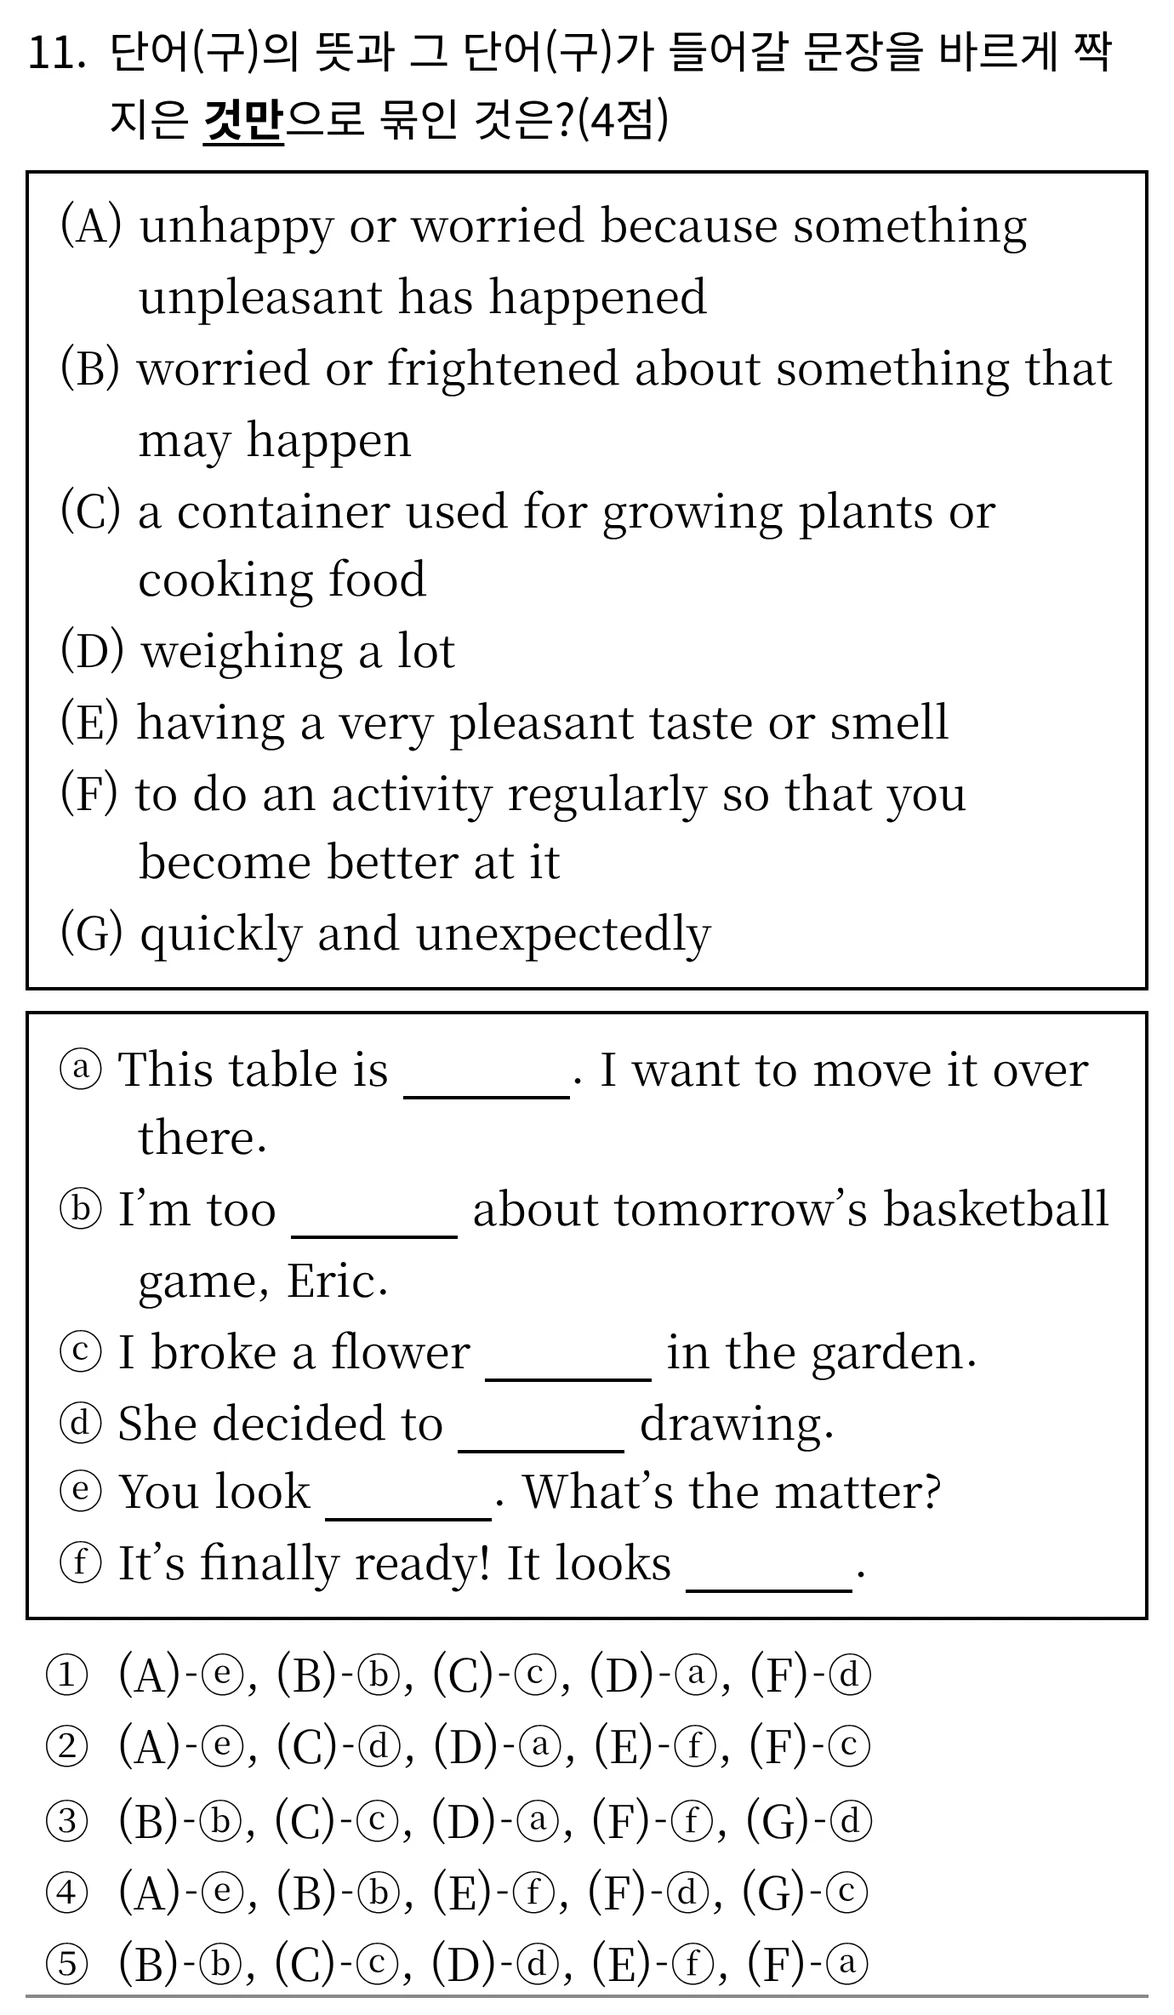 11. 단어(구)의 뜻과 그 단어(구)가 들어갈 문장을 바르게 짝
지은 것만으로 묶인 것은?(4점)
(A) unhappy or worried because something
unpleasant has happened
(B) worried or frightened about something that
may happen
(C) a container used for growing plants or
cooking food
(D) weighing a lot
(E) having a very pleasant taste or smell
(F) to do an activity regularly so that you
become better at it
(G) quickly and unexpectedly
ⓐ This table is ______. I want to move it over
there.
ⓑ I’m too ______ about tomorrow’s basketball
game, Eric.
ⓒ I broke a flower ______ in the garden.
ⓓ She decided to ______ drawing.
ⓔ You look ______. What’s the matter?
ⓕ It’s finally ready! It looks ______.
① (A)-ⓔ, (B)-ⓑ, (C)-ⓒ, (D)-ⓐ, (F)-ⓓ
② (A)-ⓔ, (C)-ⓓ, (D)-ⓐ, (E)-ⓕ, (F)-ⓒ
③ (B)-ⓑ, (C)-ⓒ, (D)-ⓐ, (F)-ⓕ, (G)-ⓓ
④ (A)-ⓔ, (B)-ⓑ, (E)-ⓕ, (F)-ⓓ, (G)-ⓒ
⑤ (B)-ⓑ, (C)-ⓒ, (D)-ⓓ, (E)-ⓕ, (F)-ⓐ